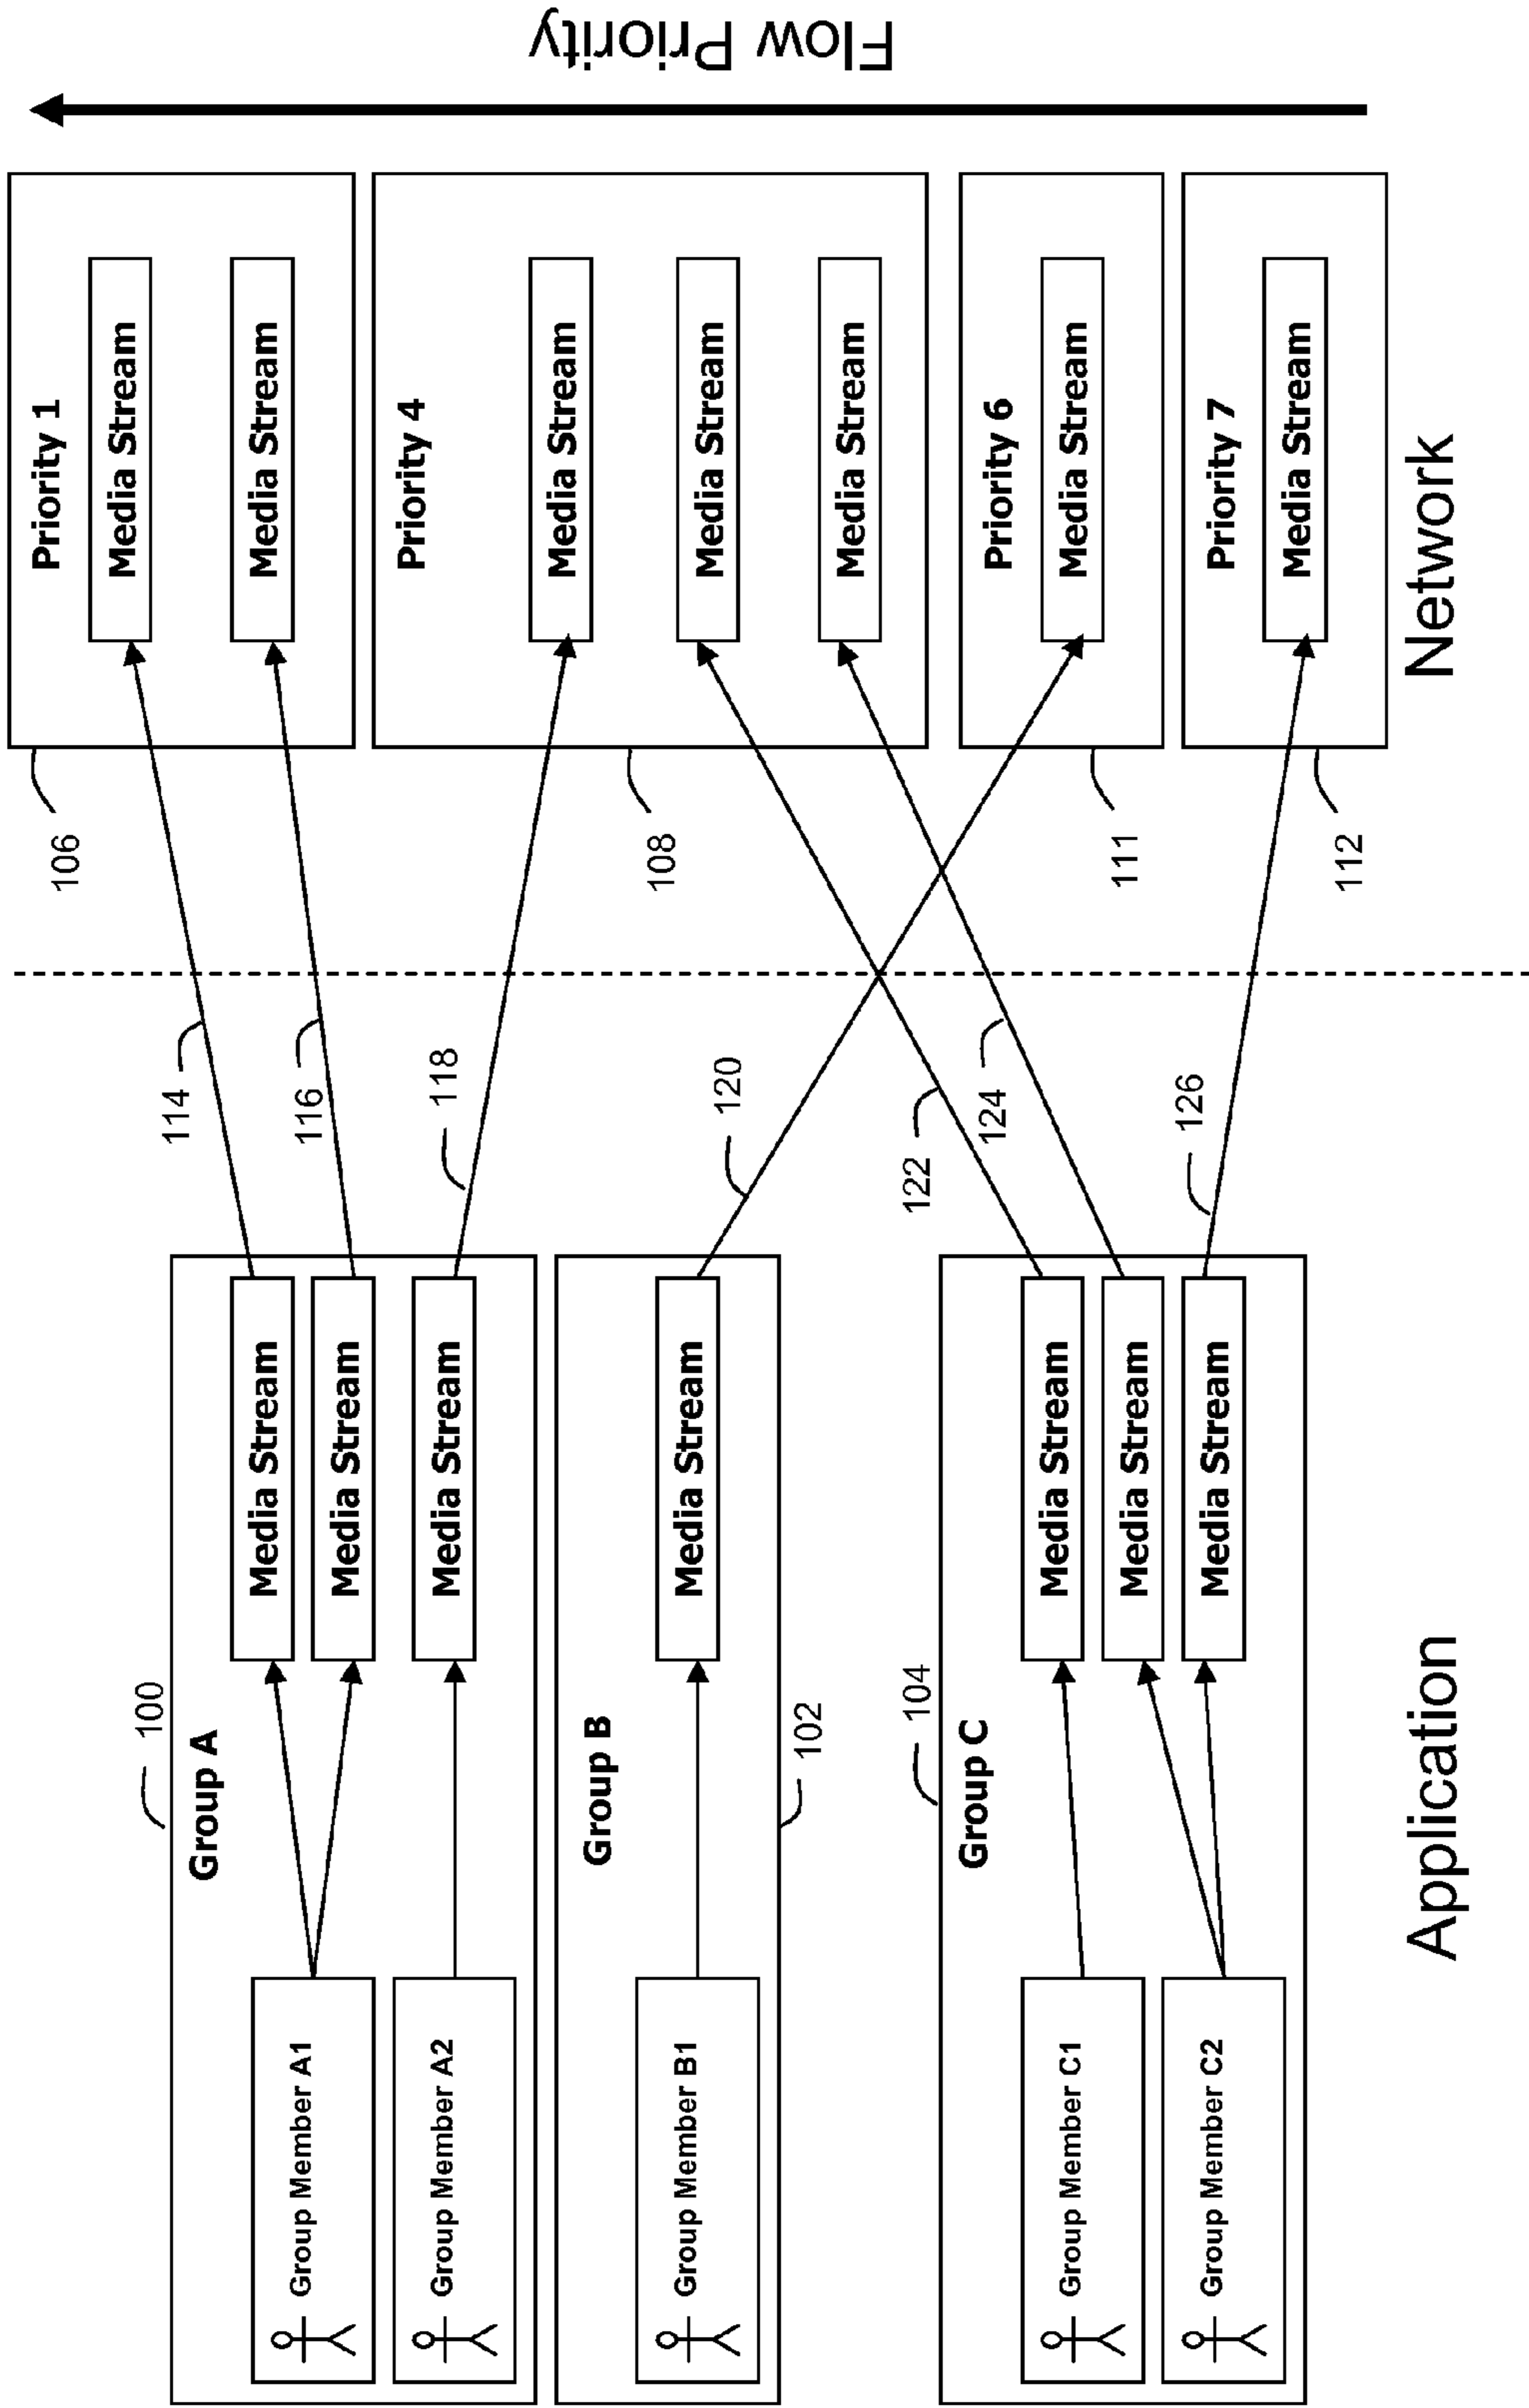 Group A
100
Group Member A1
Group Member A2
Media Stream
Media Stream
Media Stream
Group B
102
Group Member B1
Media Stream
Group C
104
Group Member C1
Group Member C2
Media Stream
Media Stream
Media Stream
Application
114
116
118
120
122
124
126
106
Priority 1
Media Stream
Media Stream
108
Priority 4
Media Stream
Media Stream
Media Stream
111
Priority 6
Media Stream
112
Priority 7
Media Stream
Network
Flow Priority